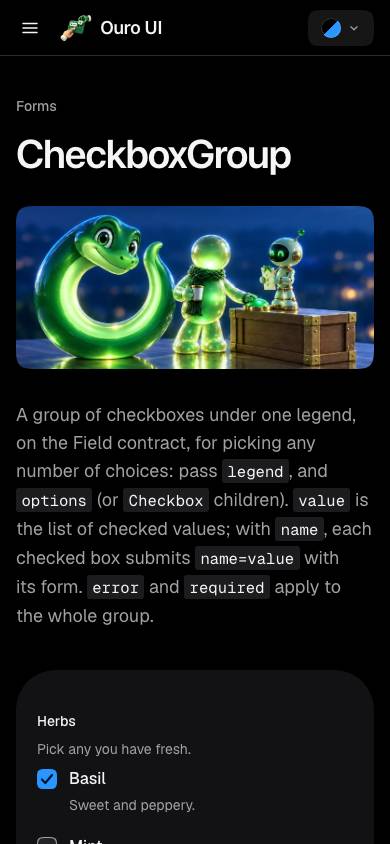 Ouro UI
Forms
CheckboxGroup
A group of checkboxes under one legend,
on the Field contract, for picking any
number of choices: pass legend, and
options (or Checkbox children). value is
the list of checked values; with name, each
checked box submits name=value with
its form. error and required apply to
the whole group.
Herbs
Pick any you have fresh.
Basil
Sweet and peppery.
Mint